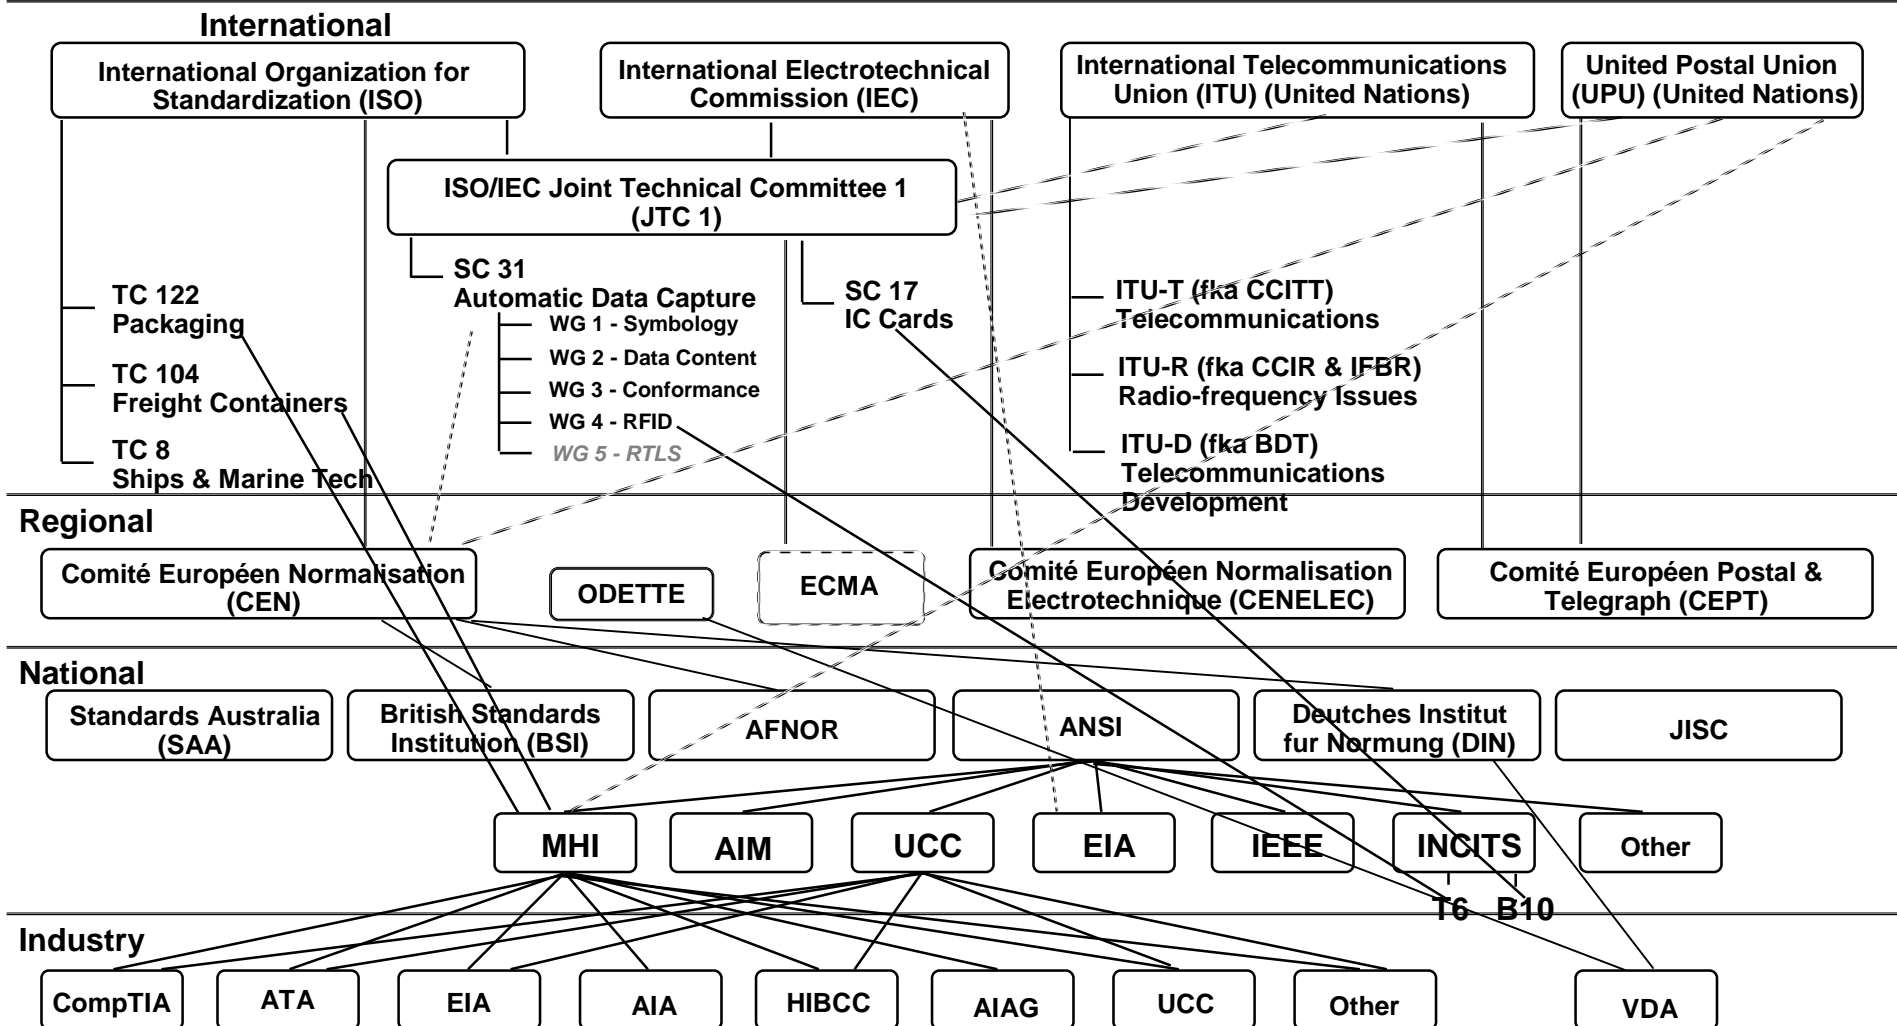 International
International Organization for
Standardization (ISO)
International Electrotechnical
Commission (IEC)
International Telecommunications
Union (ITU) (United Nations)
United Postal Union
(UPU) (United Nations)
ISO/IEC Joint Technical Committee 1
(JTC 1)
TC 122
Packaging
TC 104
Freight Containers
TC 8
Ships & Marine Tech
SC 31
Automatic Data Capture
WG 1 - Symbology
WG 2 - Data Content
WG 3 - Conformance
WG 4 - RFID
WG 5 - RTLS
SC 17
IC Cards
ITU-T (fka CCITT)
Telecommunications
ITU-R (fka CCIR & IFBR)
Radio-frequency Issues
ITU-D (fka BDT)
Telecommunications
Development
Regional
Comité Européen Normalisation
(CEN)
ODETTE
ECMA
Comité Européen Normalisation
Electrotechnique (CENELEC)
Comité Européen Postal &
Telegraph (CEPT)
National
Standards Australia
(SAA)
British Standards
Institution (BSI)
AFNOR
ANSI
Deutches Institut
fur Normung (DIN)
JISC
MHI
AIM
UCC
EIA
IEEE
INCITS
Other
T6
B10
Industry
CompTIA
ATA
EIA
AIA
HIBCC
AIAG
UCC
Other
VDA